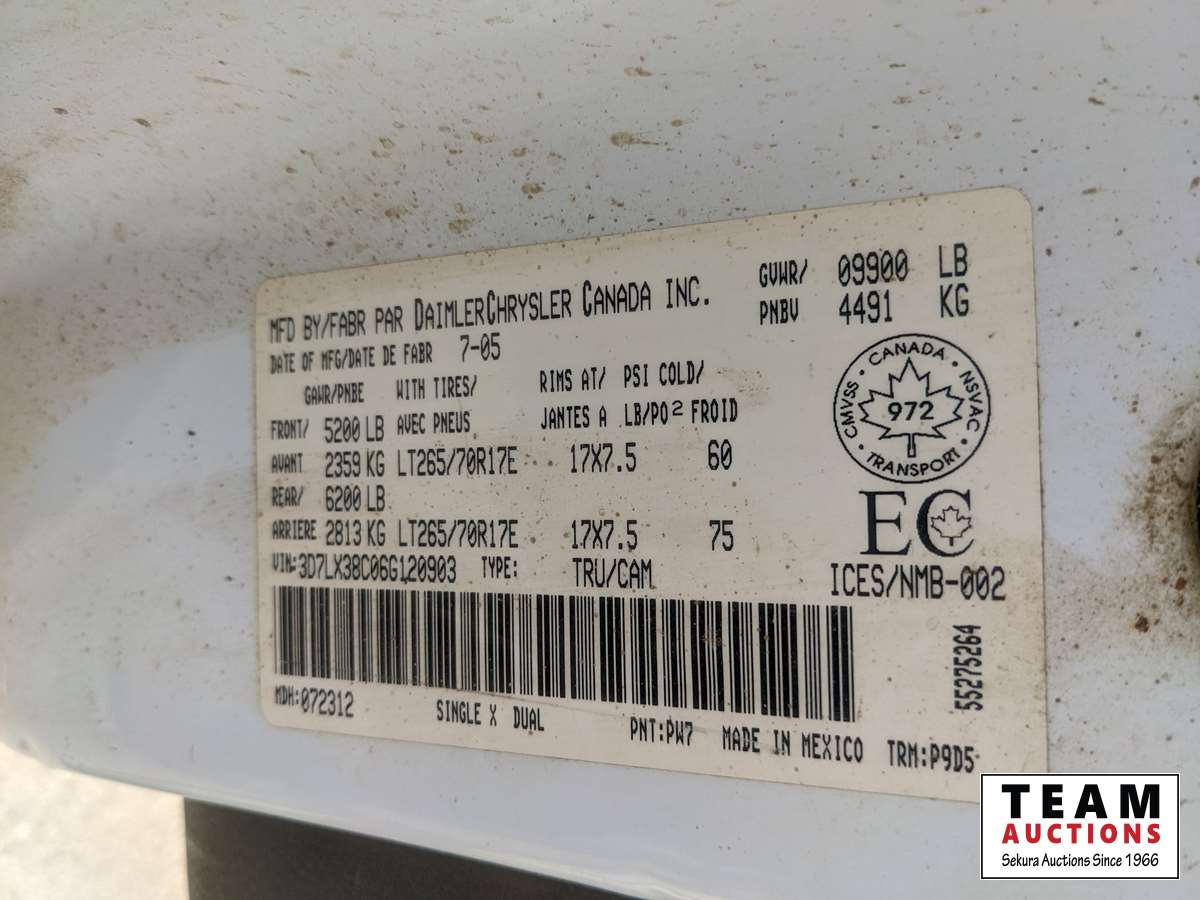 MFD BY/FABR PAR DAIMLERCHRYSLER CANADA INC.
GVWR/ 09900 LB
PNBV 4491 KG
DATE OF MFG/DATE DE FABR 7-05
GAWR/PNBE WITH TIRES/ RIMS AT/ PSI COLD/
FRONT/ 5200 LB AVEC PNEUS JANTES A LB/PO² FROID
AVANT 2359 KG LT265/70R17E 17X7.5 60
REAR/ 6200 LB
ARRIERE 2813 KG LT265/70R17E 17X7.5 75
VIN:3D7LX38C06G120903 TYPE: TRU/CAM
CANADA
CMVSS 972 NSVAC
TRANSPORT
EC
ICES/NMB-002
55275264
MDH:072312 SINGLE X DUAL PNT:PW7 MADE IN MEXICO TRM:P9D5
TEAM
AUCTIONS
Sekura Auctions Since 1966